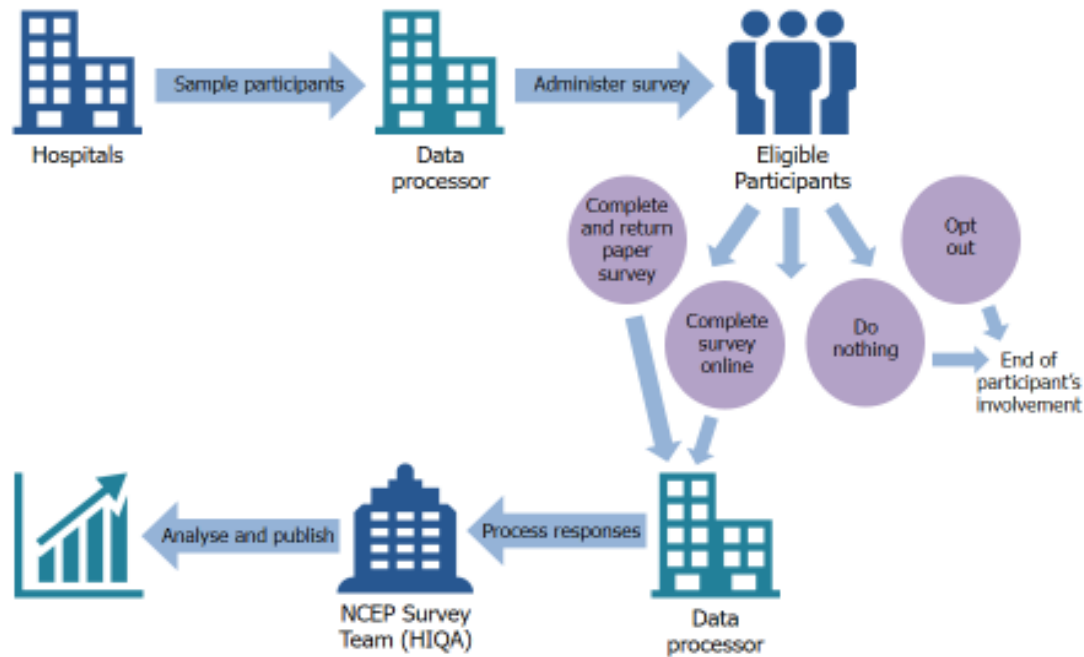 Sample participants
Administer survey
Hospitals
Data
processor
Eligible
Participants
Complete
and return
paper
survey
Opt
out
Complete
survey
online
Do
nothing
End of
participant's
involvement
Analyse and publish
Process responses
NCEP Survey
Team (HIQA)
Data
processor